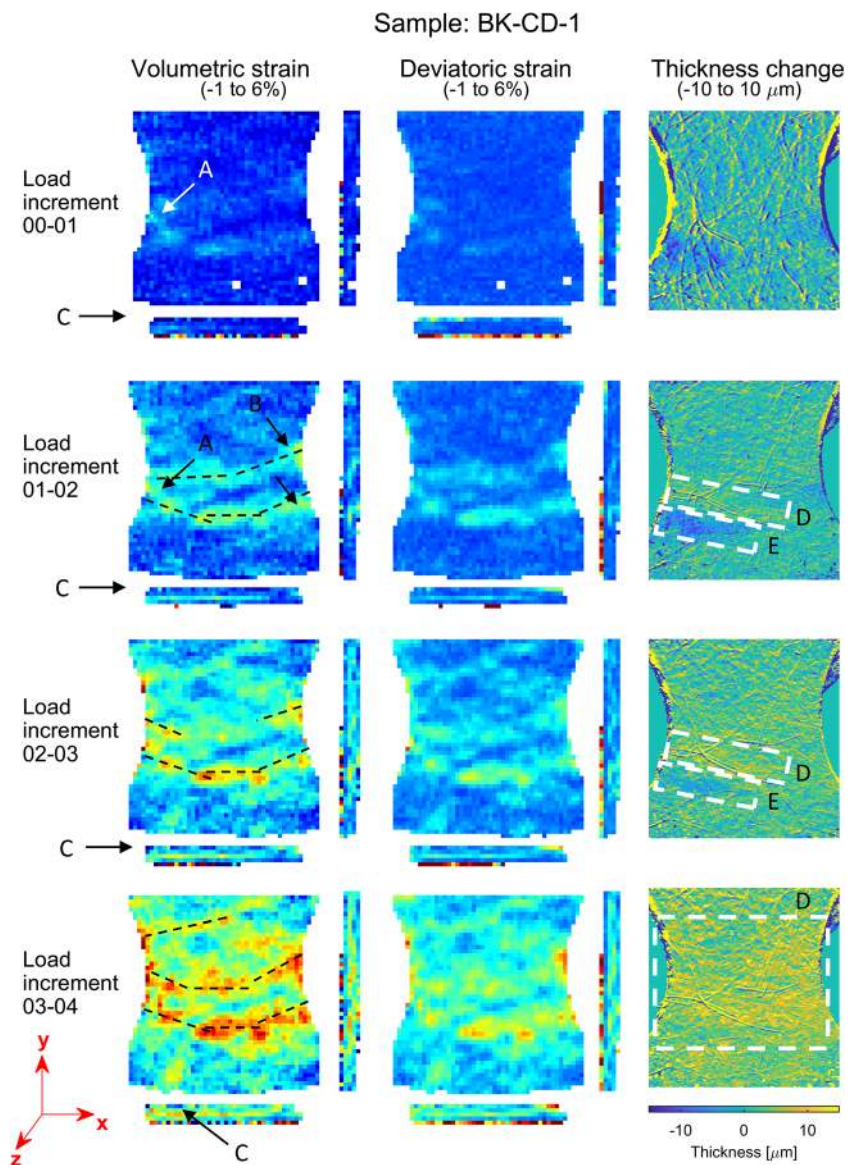 Sample: BK-CD-1
Volumetric strain
(-1 to 6%)
Deviatoric strain
(-1 to 6%)
Thickness change
(-10 to 10 μm)
Load
increment
00-01
A
C
Load
increment
01-02
A
B
D
E
C
Load
increment
02-03
D
E
C
Load
increment
03-04
D
C
y
x
z
-10
0
10
Thickness [μm]